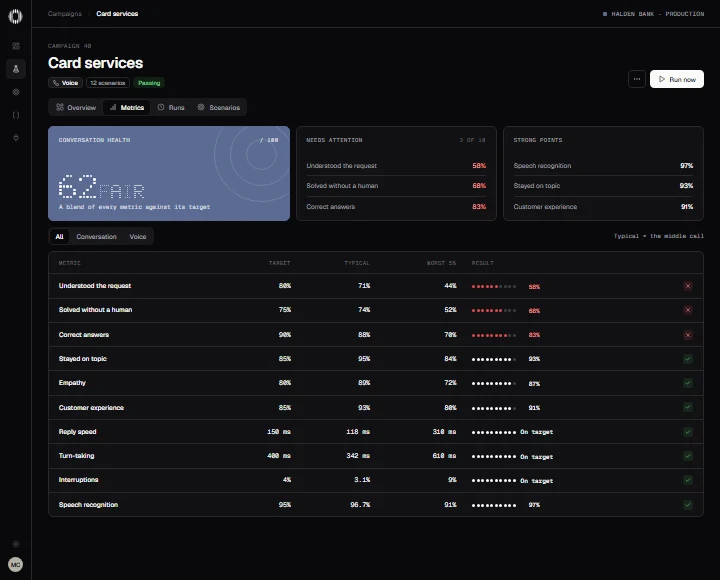 Campaigns Card services
HALDEN BANK · PRODUCTION
CAMPAIGN 40
Card services
Voice 12 scenarios Passing
Run now
Overview Metrics Runs Scenarios
CONVERSATION HEALTH / 100
62 FAIR
A blend of every metric against its target
NEEDS ATTENTION 3 OF 10
Understood the request 58%
Solved without a human 68%
Correct answers 83%
STRONG POINTS
Speech recognition 97%
Stayed on topic 93%
Customer experience 91%
All Conversation Voice
Typical = the middle call
METRIC TARGET TYPICAL WORST 5% RESULT
Understood the request 80% 71% 44% 58%
Solved without a human 75% 74% 52% 68%
Correct answers 90% 88% 70% 83%
Stayed on topic 85% 95% 84% 93%
Empathy 80% 89% 72% 87%
Customer experience 85% 93% 80% 91%
Reply speed 150 ms 118 ms 310 ms On target
Turn-taking 400 ms 342 ms 610 ms On target
Interruptions 4% 3.1% 9% On target
Speech recognition 95% 96.7% 91% 97%
MC